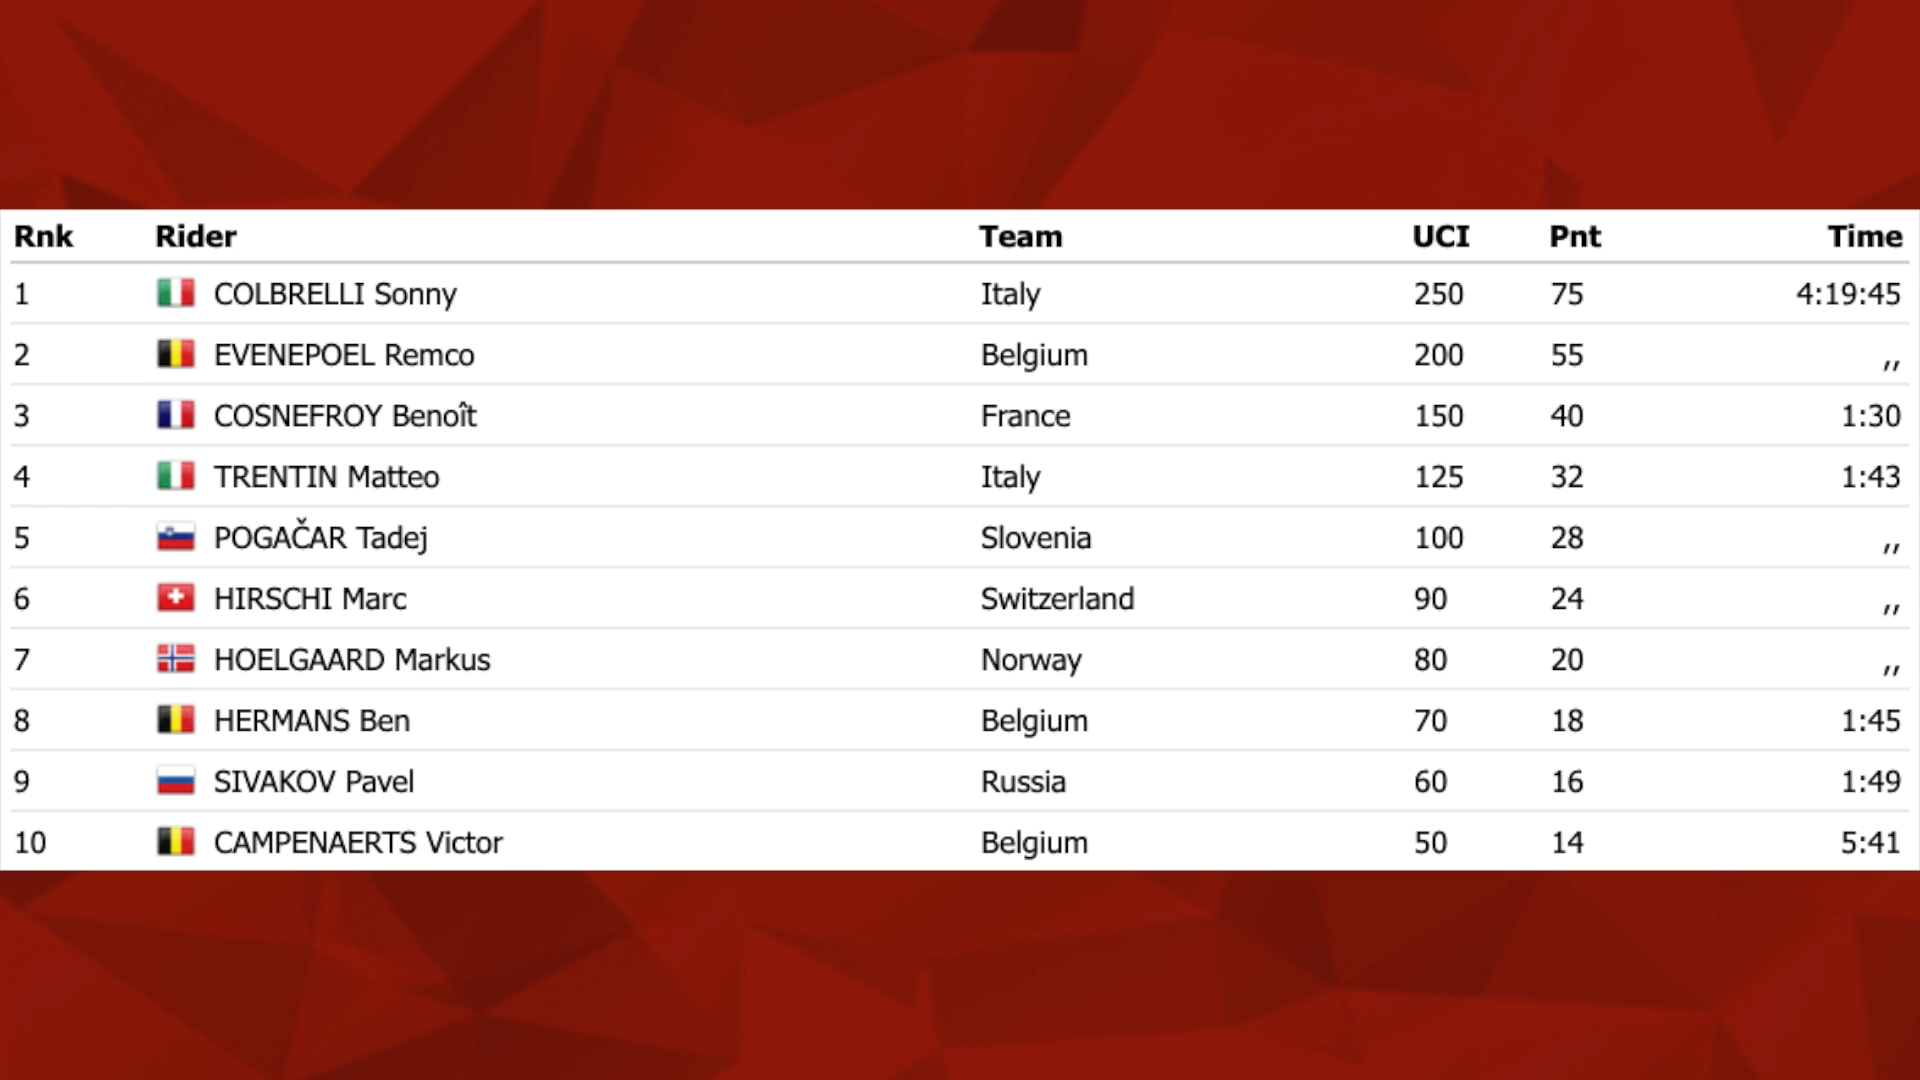 Rnk Rider Team UCI Pnt Time
1 COLBRELLI Sonny Italy 250 75 4:19:45
2 EVENEPOEL Remco Belgium 200 55 ,,
3 COSNEFROY Benoît France 150 40 1:30
4 TRENTIN Matteo Italy 125 32 1:43
5 POGAČAR Tadej Slovenia 100 28 ,,
6 HIRSCHI Marc Switzerland 90 24 ,,
7 HOELGAARD Markus Norway 80 20 ,,
8 HERMANS Ben Belgium 70 18 1:45
9 SIVAKOV Pavel Russia 60 16 1:49
10 CAMPENAERTS Victor Belgium 50 14 5:41